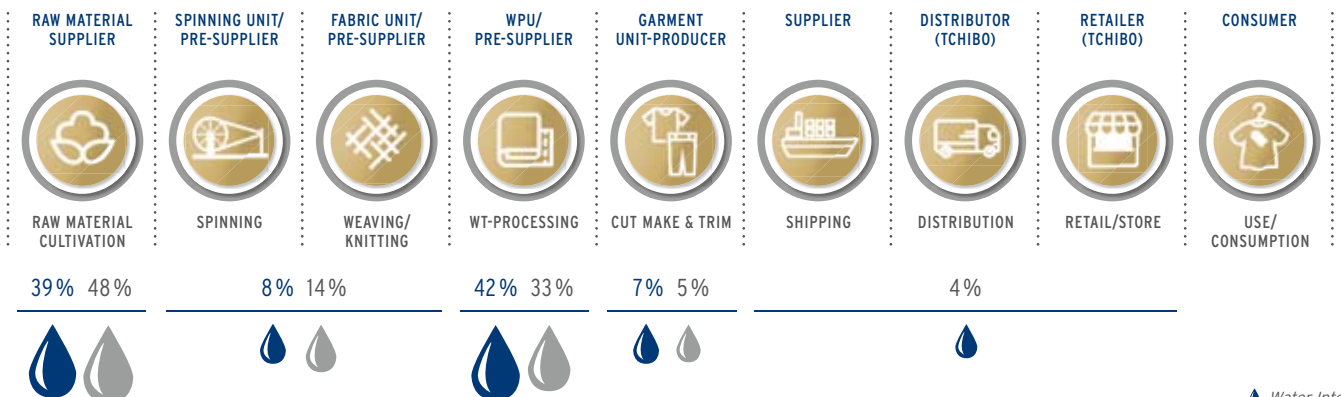 RAW MATERIAL
SUPPLIER
SPINNING UNIT/
PRE-SUPPLIER
FABRIC UNIT/
PRE-SUPPLIER
WPU/
PRE-SUPPLIER
GARMENT
UNIT-PRODUCER
SUPPLIER
DISTRIBUTOR
(TCHIBO)
RETAILER
(TCHIBO)
CONSUMER
RAW MATERIAL
CULTIVATION
SPINNING
WEAVING/
KNITTING
WT-PROCESSING
CUT MAKE & TRIM
SHIPPING
DISTRIBUTION
RETAIL/STORE
USE/
CONSUMPTION
39% 48%
8% 14%
42% 33%
7% 5%
4%
Water